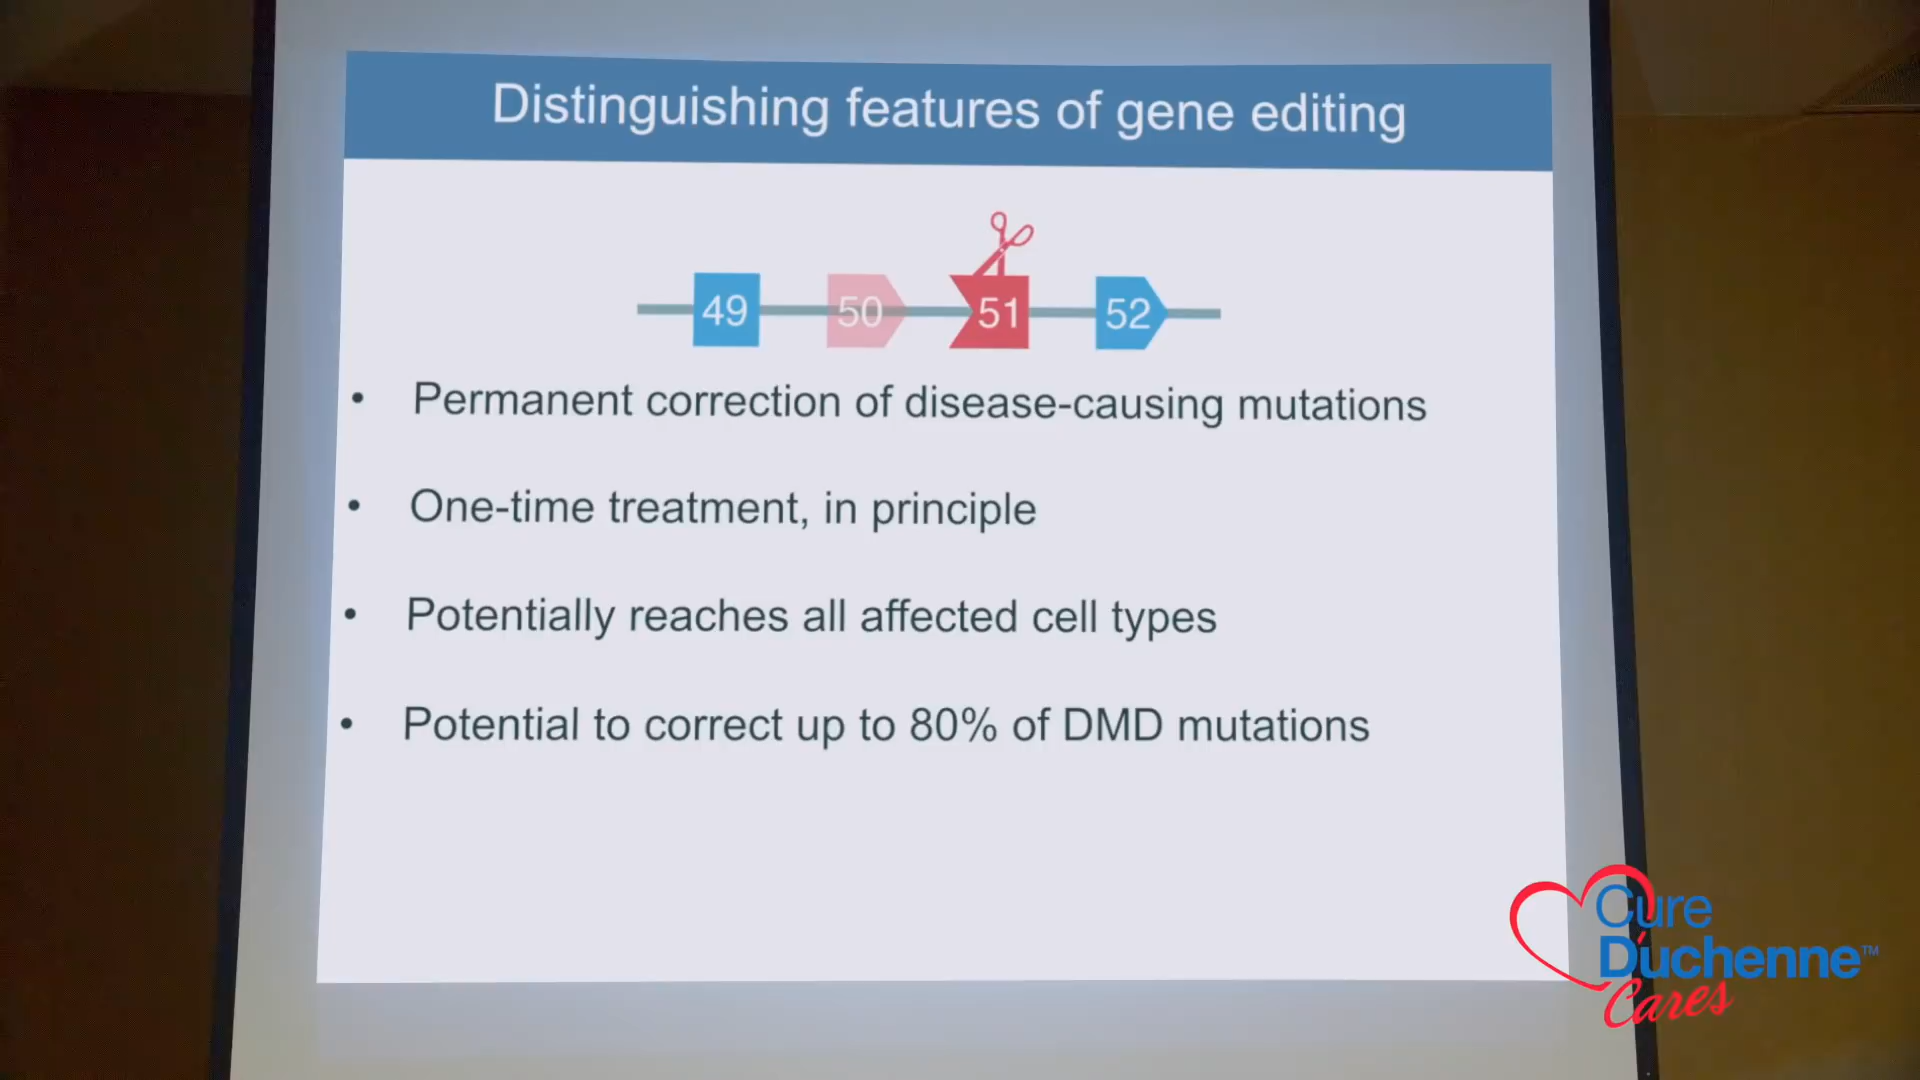 Distinguishing features of gene editing
49 50 51 52
• Permanent correction of disease-causing mutations
• One-time treatment, in principle
• Potentially reaches all affected cell types
• Potential to correct up to 80% of DMD mutations
Cure
Duchenne™
Cares